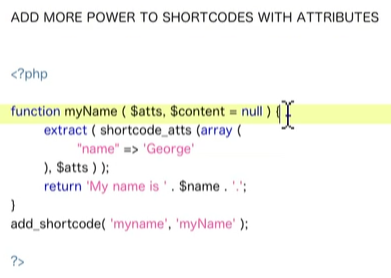 ADD MORE POWER TO SHORTCODES WITH ATTRIBUTES
<?php
function myName ( $atts, $content = null ) {
extract ( shortcode_atts (array (
"name" => 'George'
), $atts ) );
return 'My name is ' . $name . '.';
}
add_shortcode( 'myname', 'myName' );
?>